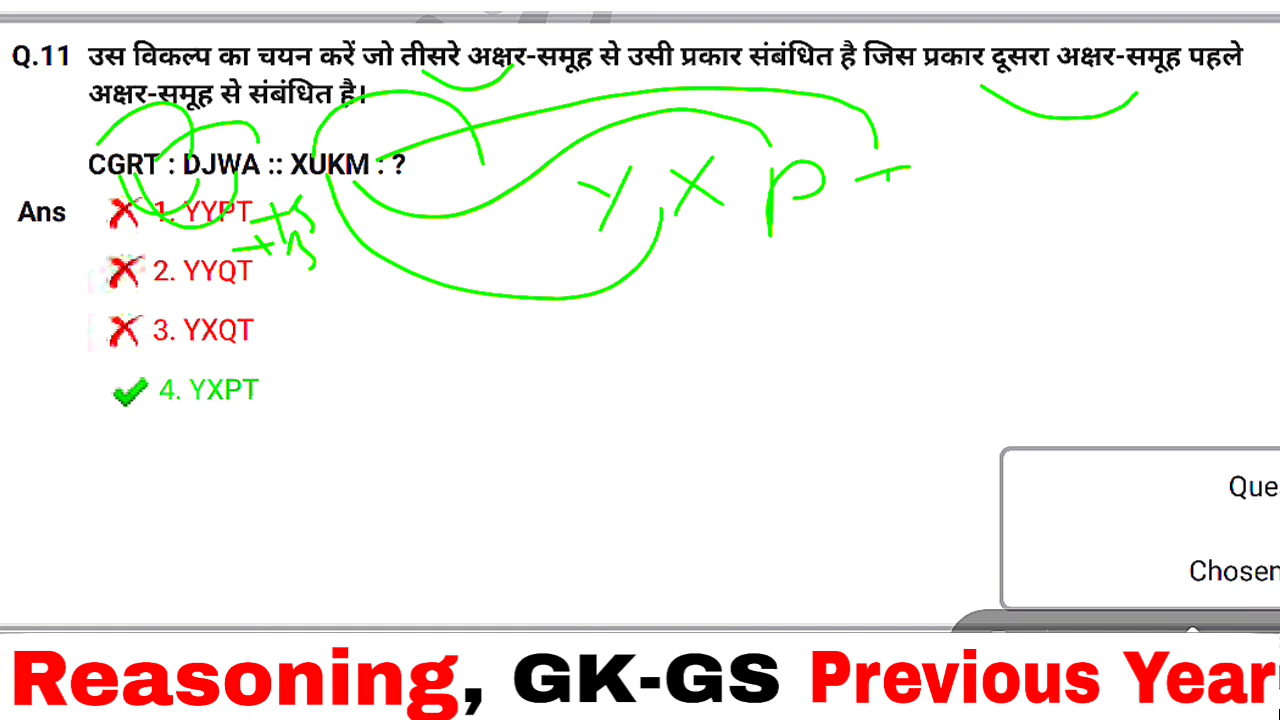 Q.11 उस विकल्प का चयन करें जो तीसरे अक्षर-समूह से उसी प्रकार संबंधित है जिस प्रकार दूसरा अक्षर-समूह पहले
अक्षर-समूह से संबंधित है।
CGRT : DJWA :: XUKM : ?
Y X P T
Ans 1. YYPT
2. YYQT
3. YXQT
4. YXPT
Que
Chosen
Reasoning, GK-GS Previous Year